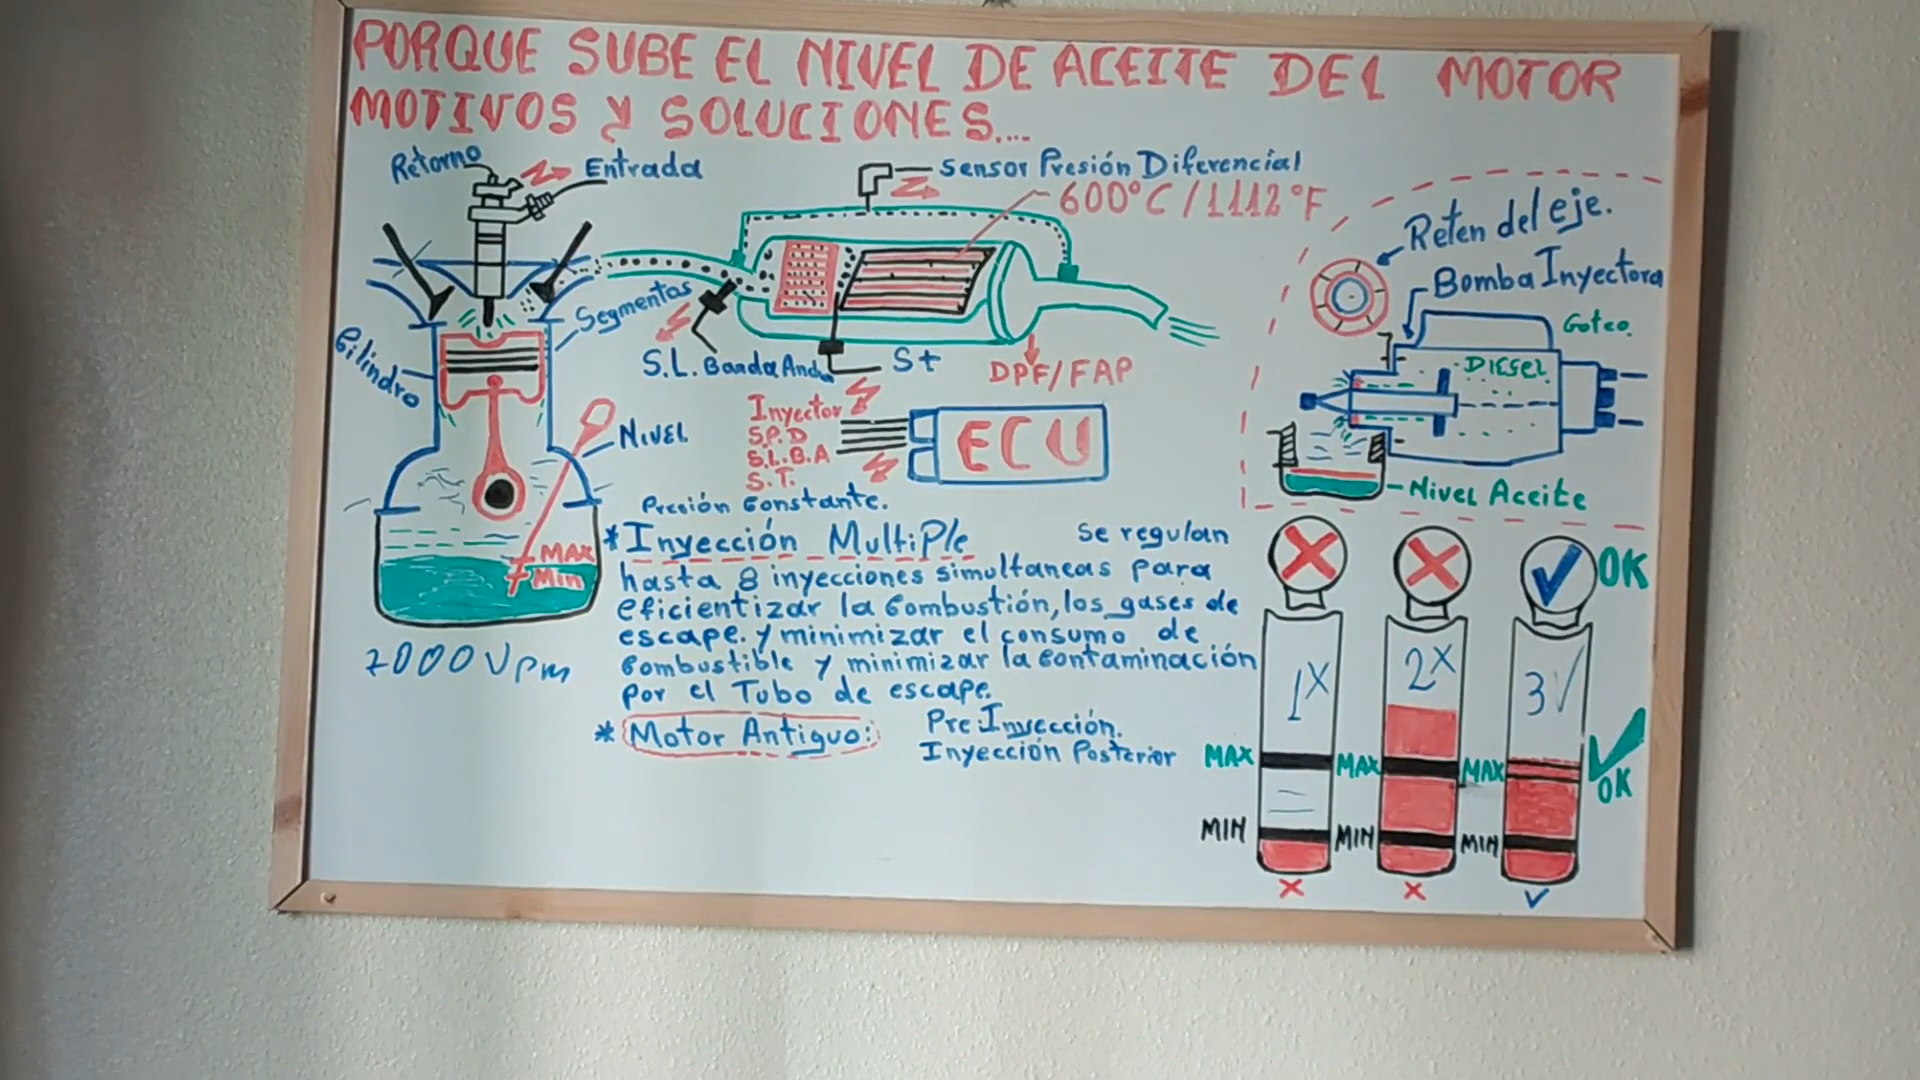 PORQUE SUBE EL NIVEL DE ACEITE DEL MOTOR
MOTIVOS Y SOLUCIONES....
Retorno
Entrada
Segmentos
Cilindro
NIVEL
MAX
Min
2000 Vpm
Sensor Presión Diferencial
600°C/1112°F
S.L. Banda Ancha
St
DPF/FAP
Inyector
S.P.D
S.L.B.A
S.T.
ECU
Presión Constante.
* Inyección Multiple se regulan
hasta 8 inyecciones simultaneas para
eficientizar la combustión, los gases de
escape. y minimizar el consumo de
combustible y minimizar la contaminación
por el Tubo de escape.
* Motor Antiguo: Pre: Inyección.
Inyección Posterior
Reten del eje.
Bomba Inyectora
Goteo.
DIESEL
Nivel Aceite
OK
1X
2X
3√
MAX
MAX
MAX
OK
MIN
MIN
MIN